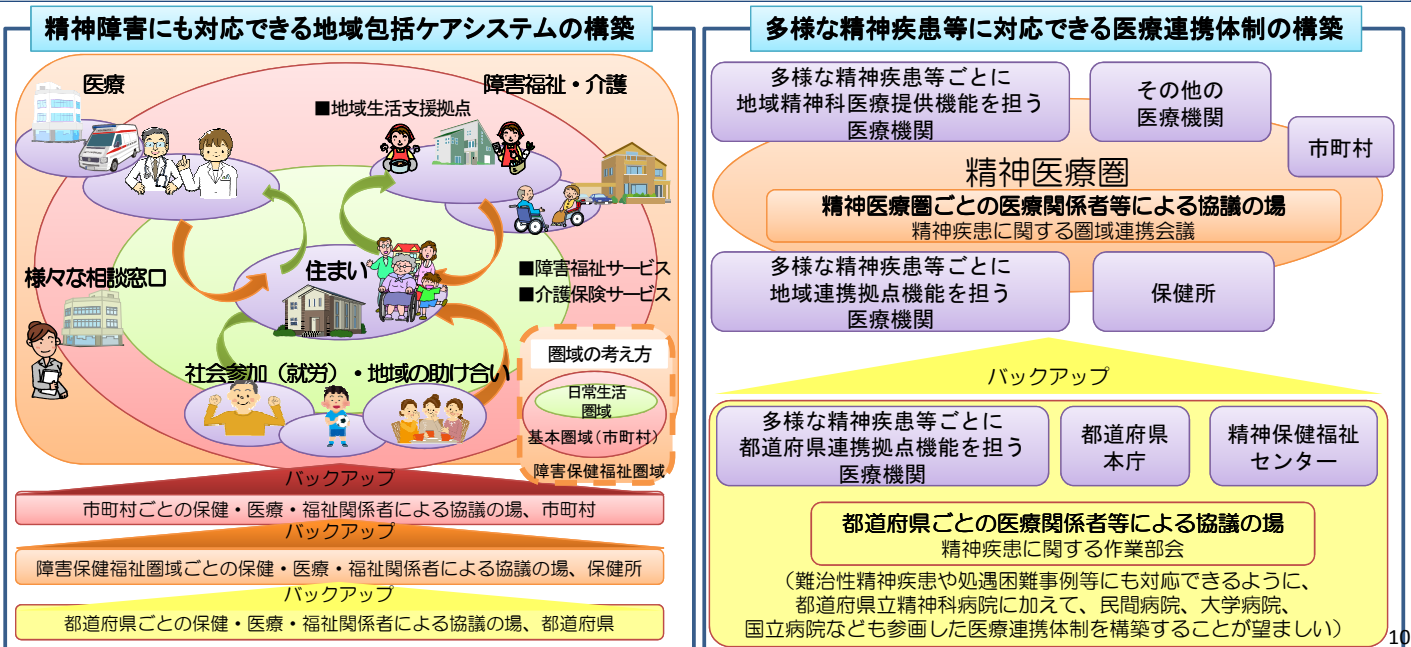 精神障害にも対応できる地域包括ケアシステムの構築
医療
障害福祉・介護
■地域生活支援拠点
様々な相談窓口
住まい
■障害福祉サービス
■介護保険サービス
社会参加（就労）・地域の助け合い
圏域の考え方
日常生活
圏域
基本圏域（市町村）
障害保健福祉圏域
バックアップ
市町村ごとの保健・医療・福祉関係者による協議の場、市町村
バックアップ
障害保健福祉圏域ごとの保健・医療・福祉関係者による協議の場、保健所
バックアップ
都道府県ごとの保健・医療・福祉関係者による協議の場、都道府県
多様な精神疾患等に対応できる医療連携体制の構築
多様な精神疾患等ごとに
地域精神科医療提供機能を担う
医療機関
その他の
医療機関
市町村
精神医療圏
精神医療圏ごとの医療関係者等による協議の場
精神疾患に関する圏域連携会議
多様な精神疾患等ごとに
地域連携拠点機能を担う
医療機関
保健所
バックアップ
多様な精神疾患等ごとに
都道府県連携拠点機能を担う
医療機関
都道府県
本庁
精神保健福祉
センター
都道府県ごとの医療関係者等による協議の場
精神疾患に関する作業部会
（難治性精神疾患や処遇困難事例等にも対応できるように、
都道府県立精神科病院に加えて、民間病院、大学病院、
国立病院なども参画した医療連携体制を構築することが望ましい）
10